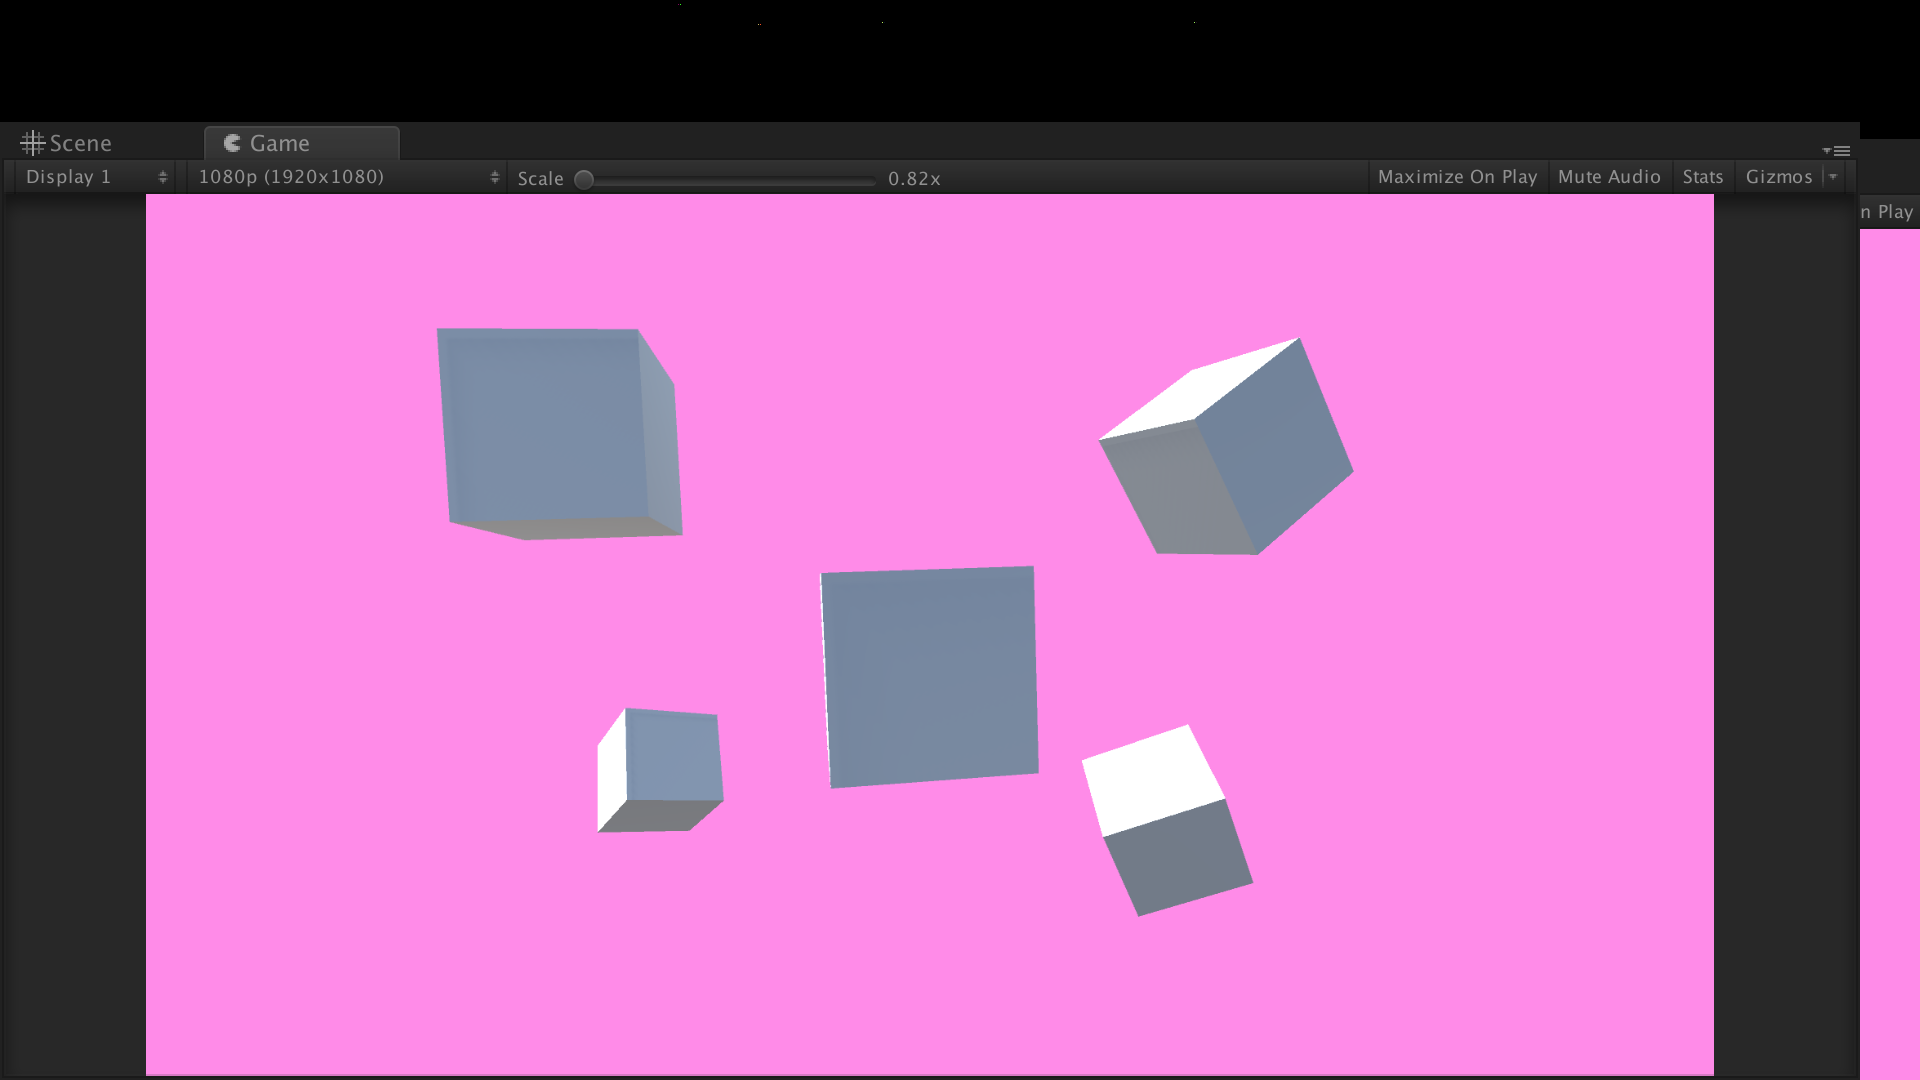 Scene
Game
Display 1
1080p (1920x1080)
Scale
0.82x
Maximize On Play
Mute Audio
Stats
Gizmos
n Play